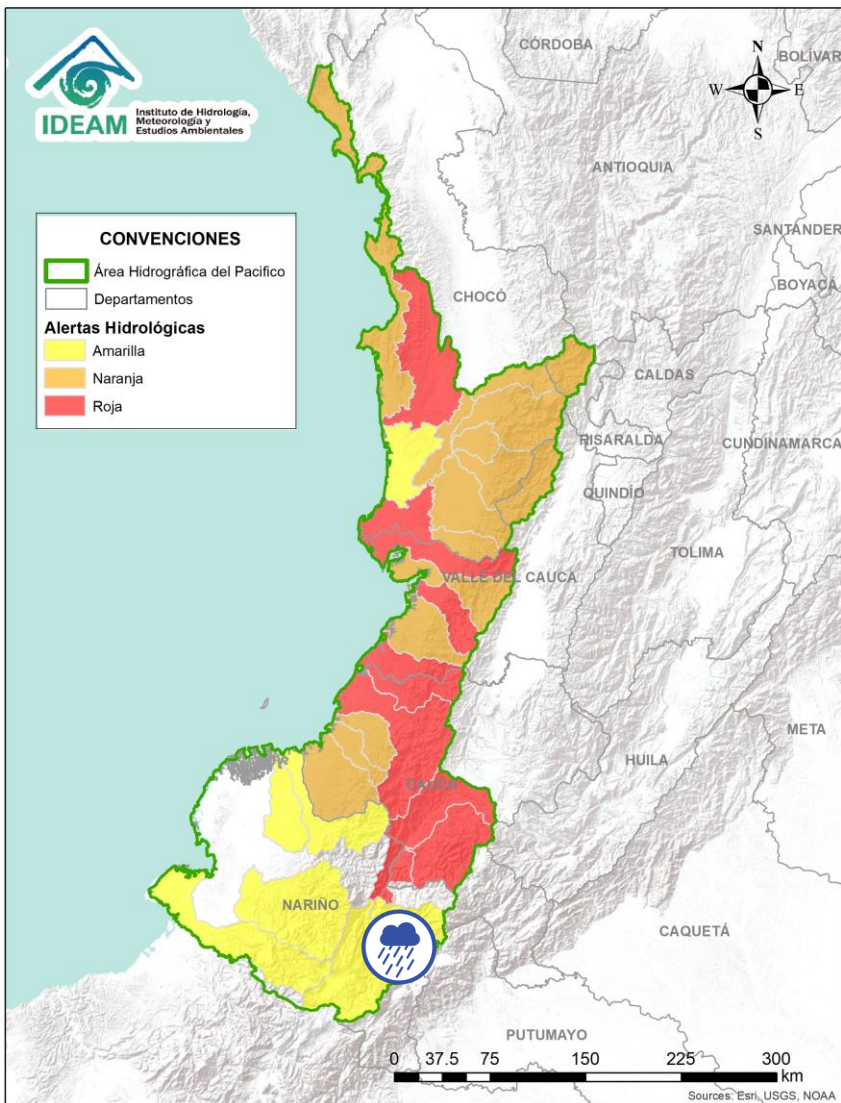 IDEAM
Instituto de Hidrología,
Meteorología y
Estudios Ambientales
CÓRDOBA
BOLÍVAR
N
W
E
S
ANTIOQUIA
SANTANDER
BOYACÁ
CONVENCIONES
Área Hidrográfica del Pacifico
Departamentos
Alertas Hidrológicas
Amarilla
Naranja
Roja
CHOCÓ
CALDAS
RISARALDA
CUNDINAMARCA
QUINDÍO
TOLIMA
VALLE DEL CAUCA
META
HUILA
CAUCA
NARIÑO
CAQUETÁ
PUTUMAYO
0 37.5 75 150 225 300
km
Sources: Esri, USGS, NOAA